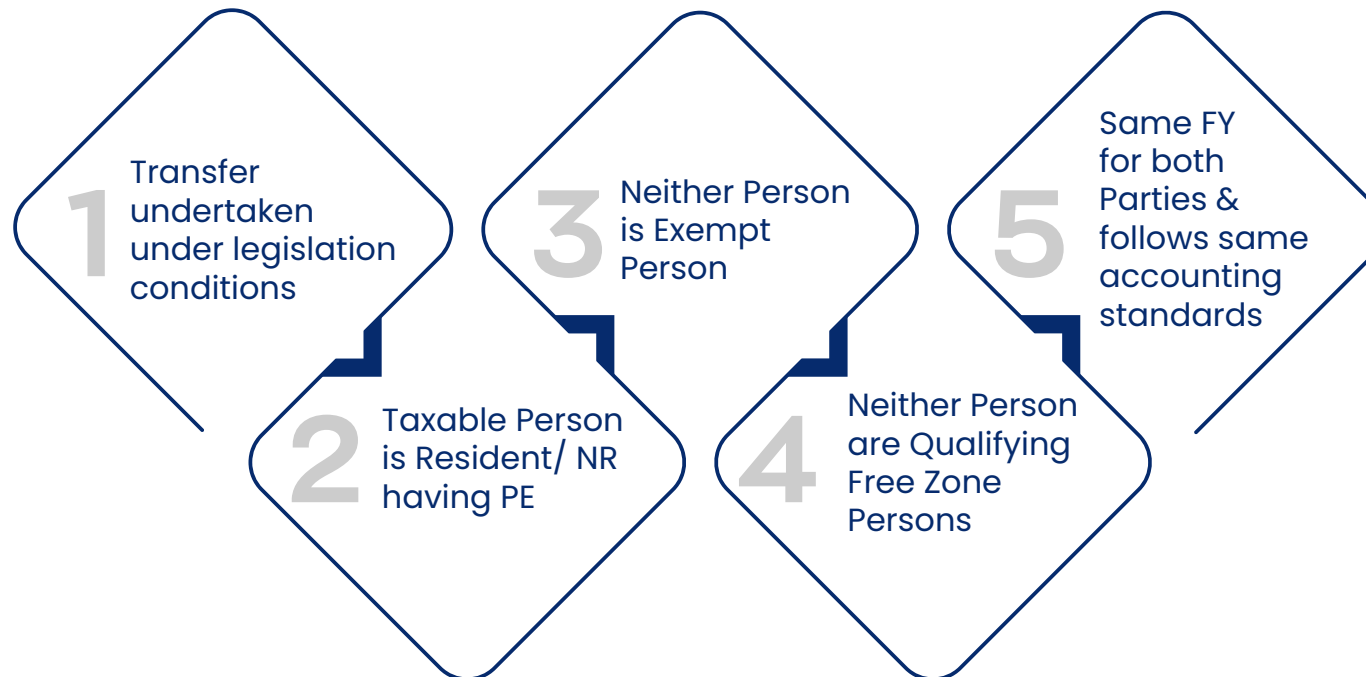 1
Transfer
undertaken
under legislation
conditions
2
Taxable Person
is Resident/ NR
having PE
3
Neither Person
is Exempt
Person
4
Neither Person
are Qualifying
Free Zone
Persons
5
Same FY
for both
Parties &
follows same
accounting
standards